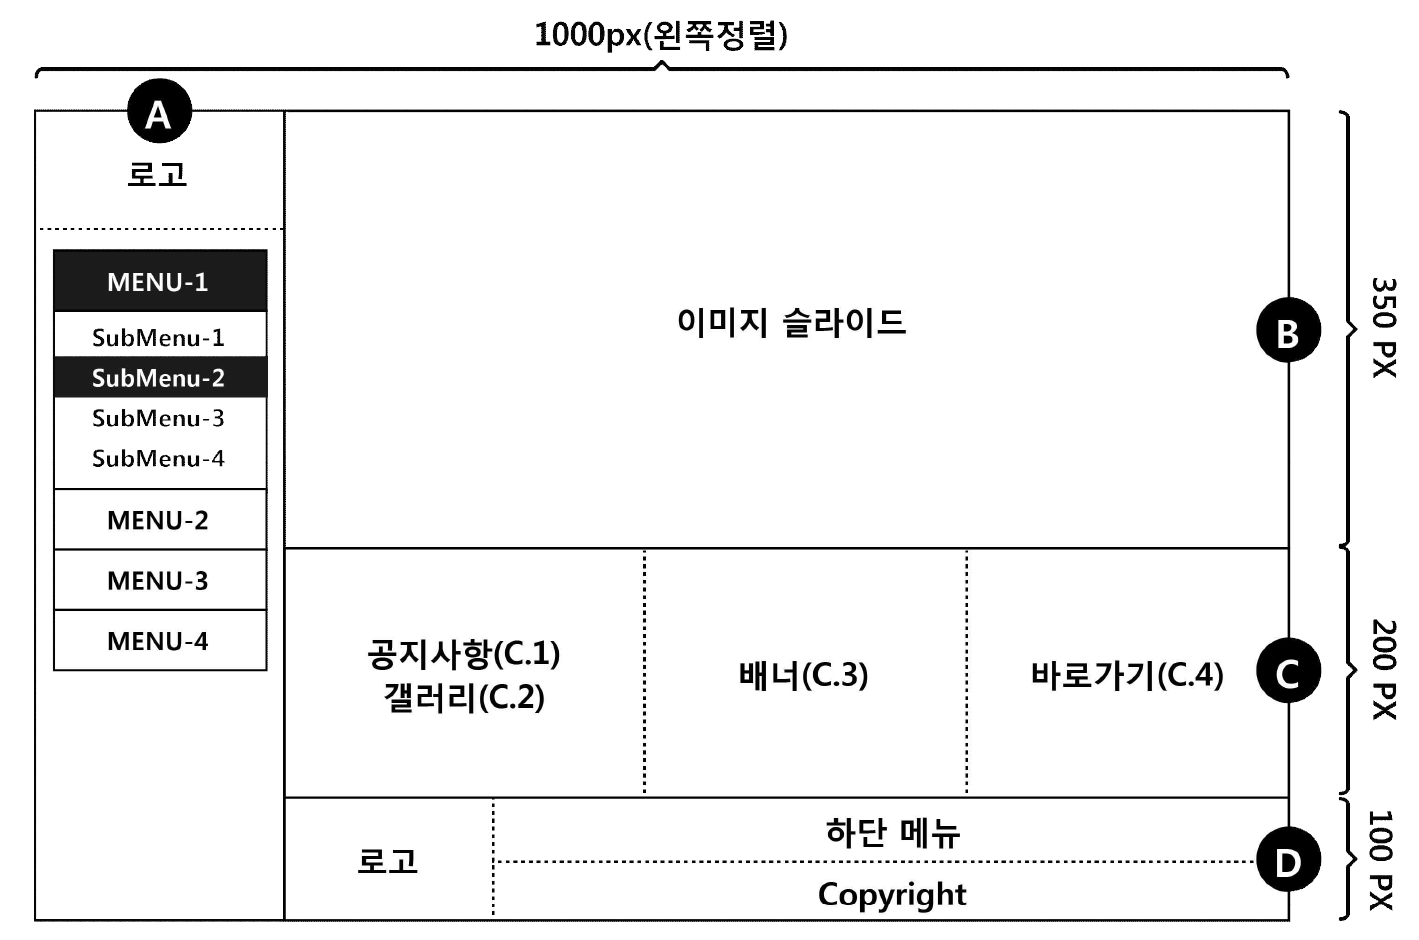 1000px(왼쪽정렬)
A
로고
MENU-1
SubMenu-1
SubMenu-2
SubMenu-3
SubMenu-4
MENU-2
MENU-3
MENU-4
이미지 슬라이드
B
350 PX
공지사항(C.1)
갤러리(C.2)
배너(C.3)
바로가기(C.4)
C
200 PX
로고
하단 메뉴
Copyright
D
100 PX